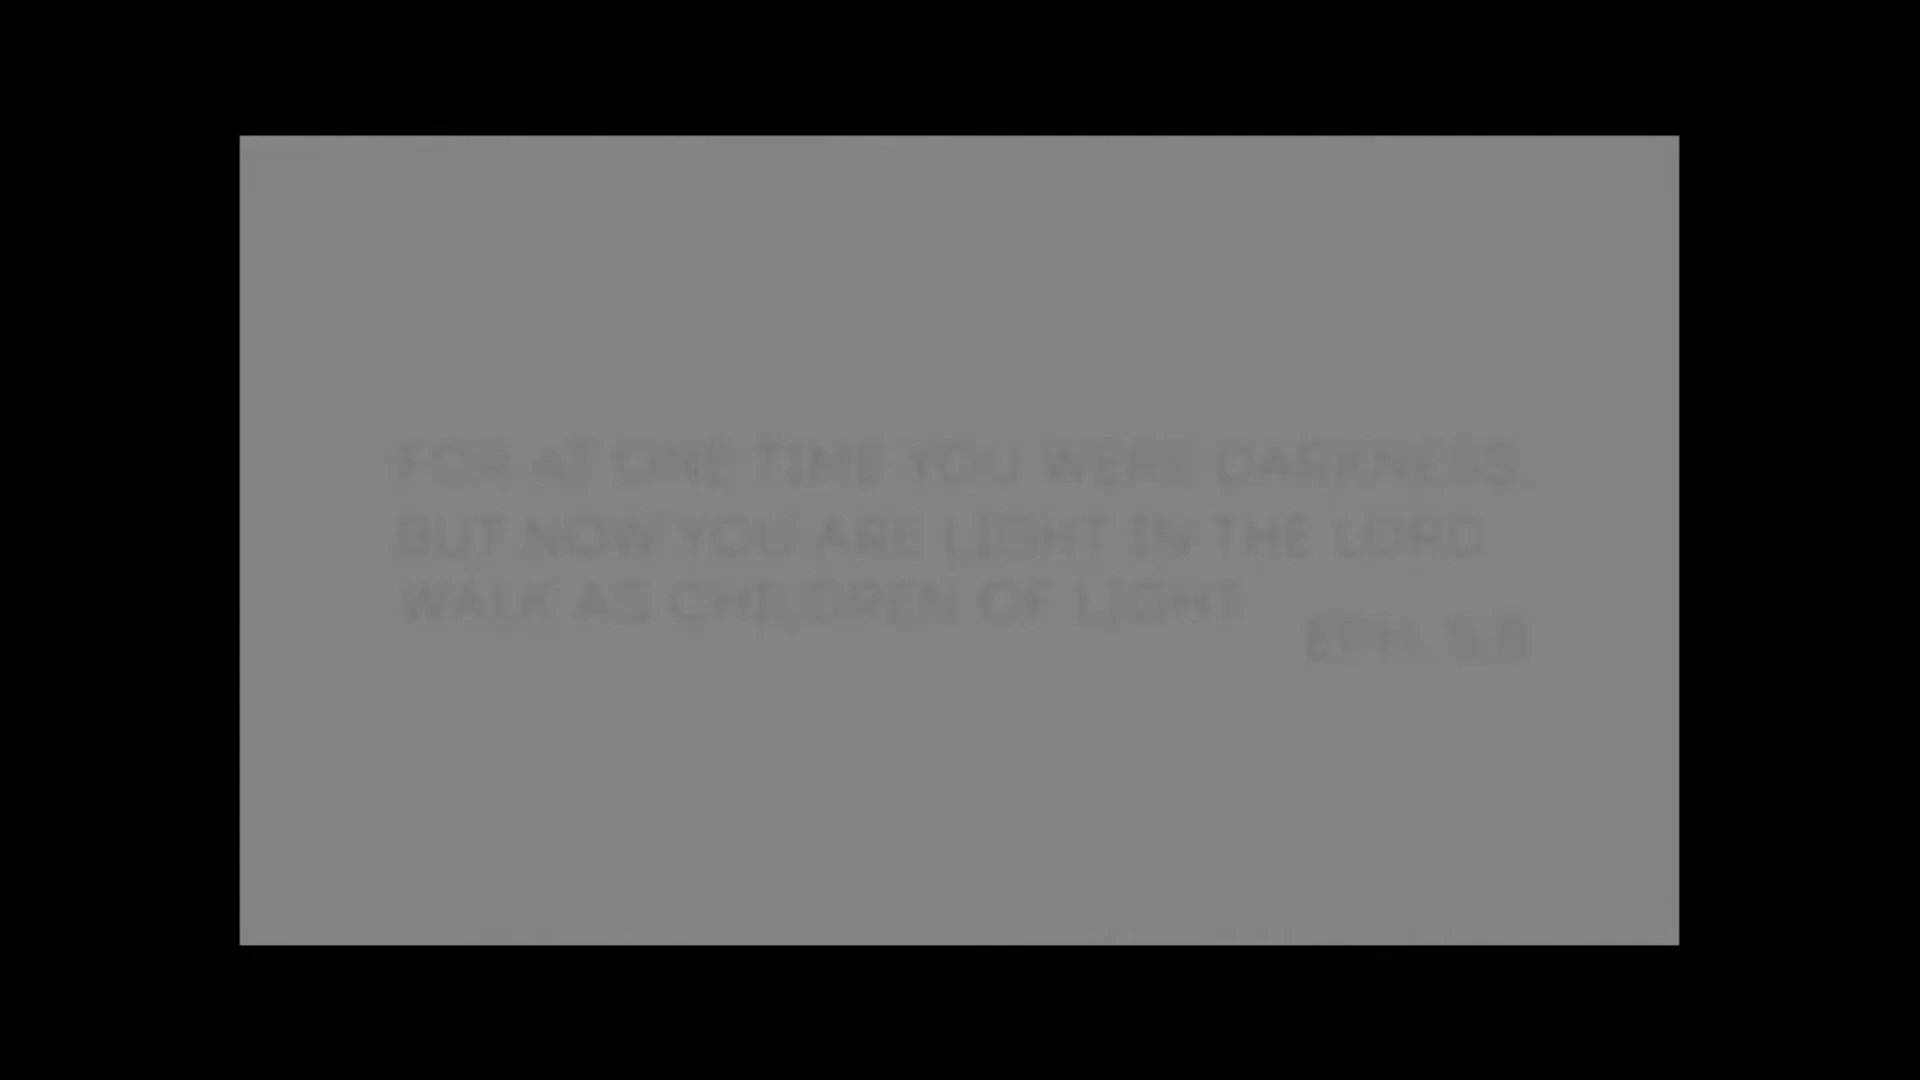 FOR AT ONE TIME YOU WERE DARKNESS,
BUT NOW YOU ARE LIGHT IN THE LORD
WALK AS CHILDREN OF LIGHT
EPH. 5:8